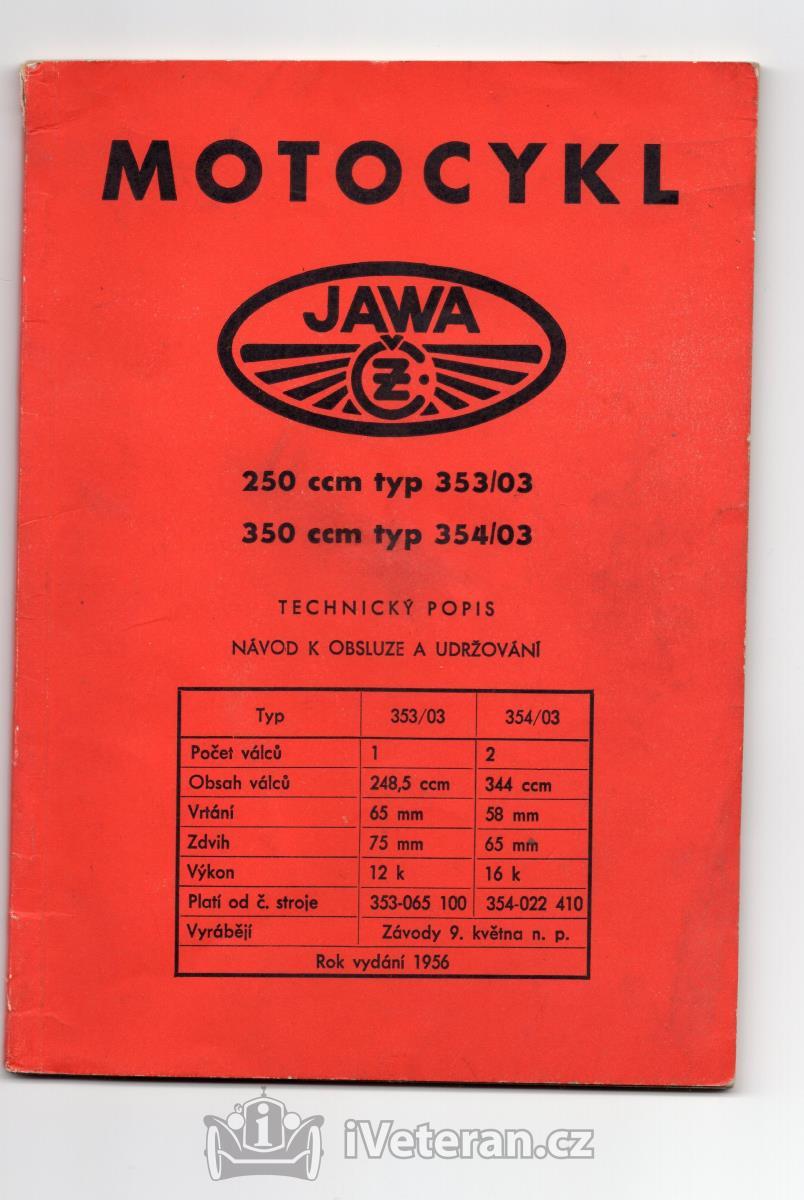 MOTOCYKL
JAWA
ČZ
250 ccm typ 353/03
350 ccm typ 354/03
TECHNICKÝ POPIS
NÁVOD K OBSLUZE A UDRŽOVÁNÍ
Typ 353/03 354/03
Počet válců 1 2
Obsah válců 248,5 ccm 344 ccm
Vrtání 65 mm 58 mm
Zdvih 75 mm 65 mm
Výkon 12 k 16 k
Platí od č. stroje 353-065 100 354-022 410
Vyrábějí Závody 9. května n. p.
Rok vydání 1956
i iVeteran.cz